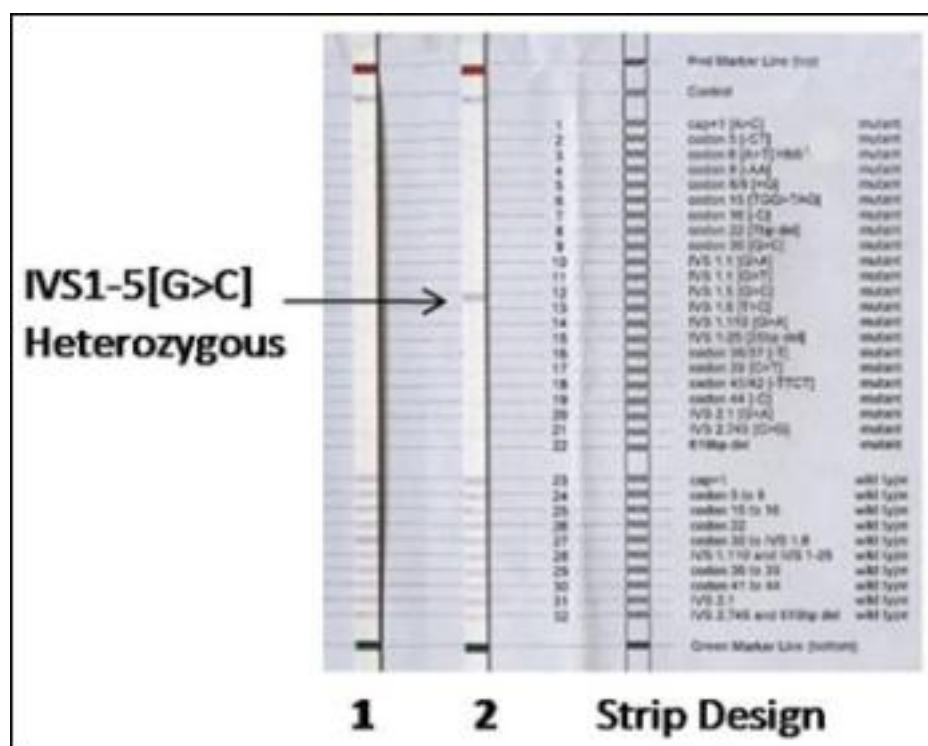 IVS1-5[G>C]
Heterozygous
Red Marker Line (top)
Control
1 cap+1 [A>C] mutant
2 codon 5 [-CT] mutant
3 codon 6 [A>T] mutant
4 codon 8 [-AA] mutant
5 codon 8/9 [+G] mutant
6 codon 15 [TGG>TAG] mutant
7 codon 16 [-C] mutant
8 codon 22 [7bp del] mutant
9 codon 30 [G>C] mutant
10 IVS 1.1 [G>A] mutant
11 IVS 1.1 [G>T] mutant
12 IVS 1.5 [G>C] mutant
13 IVS 1.6 [T>C] mutant
14 IVS 1.110 [G>A] mutant
15 IVS 1-25 [25bp del] mutant
16 codon 36/37 [-T] mutant
17 codon 39 [C>T] mutant
18 codon 41/42 [-TTCT] mutant
19 codon 44 [-C] mutant
20 IVS 2.1 [G>A] mutant
21 IVS 2.745 [C>G] mutant
22 619bp del mutant
23 cap+1 wild type
24 codon 5 to 9 wild type
25 codon 15 to 16 wild type
26 codon 22 wild type
27 codon 30 to IVS 1.6 wild type
28 IVS 1.110 and IVS 1-25 wild type
29 codon 36 to 39 wild type
30 codon 41 to 44 wild type
31 IVS 2.1 wild type
32 IVS 2.745 and 619bp del wild type
Green Marker Line (bottom)
1 2 Strip Design